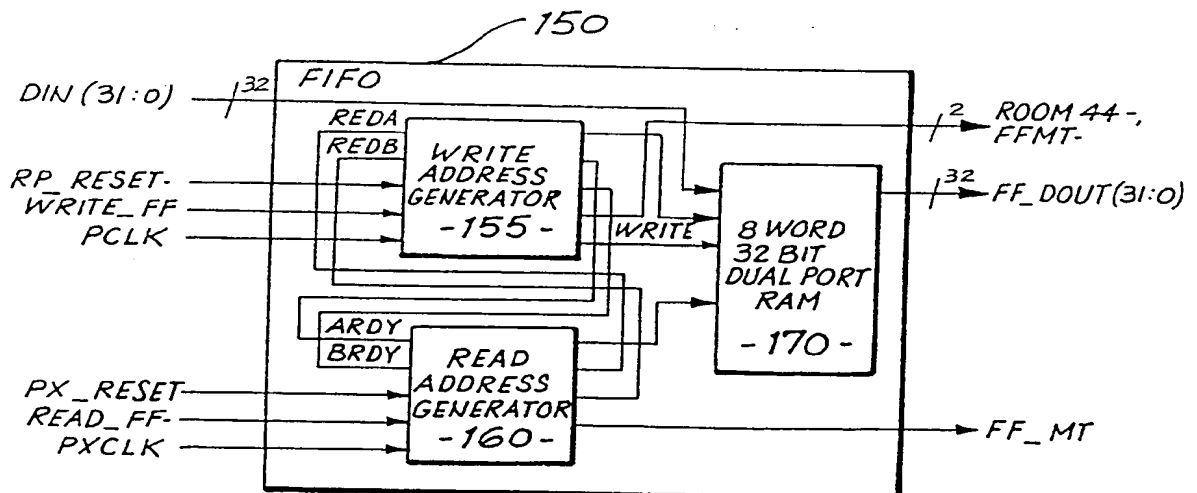 150
FIFO
DIN (31:0)
32
REDA
REDB
WRITE
ADDRESS
GENERATOR
-155-
RP_RESET-
WRITE_FF
PCLK
WRITE
2
ROOM 44-,
FFMT-
32
FF_DOUT (31:0)
8 WORD
32 BIT
DUAL PORT
RAM
-170-
ARDY
BRDY
READ
ADDRESS
GENERATOR
-160-
PX_RESET
READ_FF-
PXCLK
FF_MT